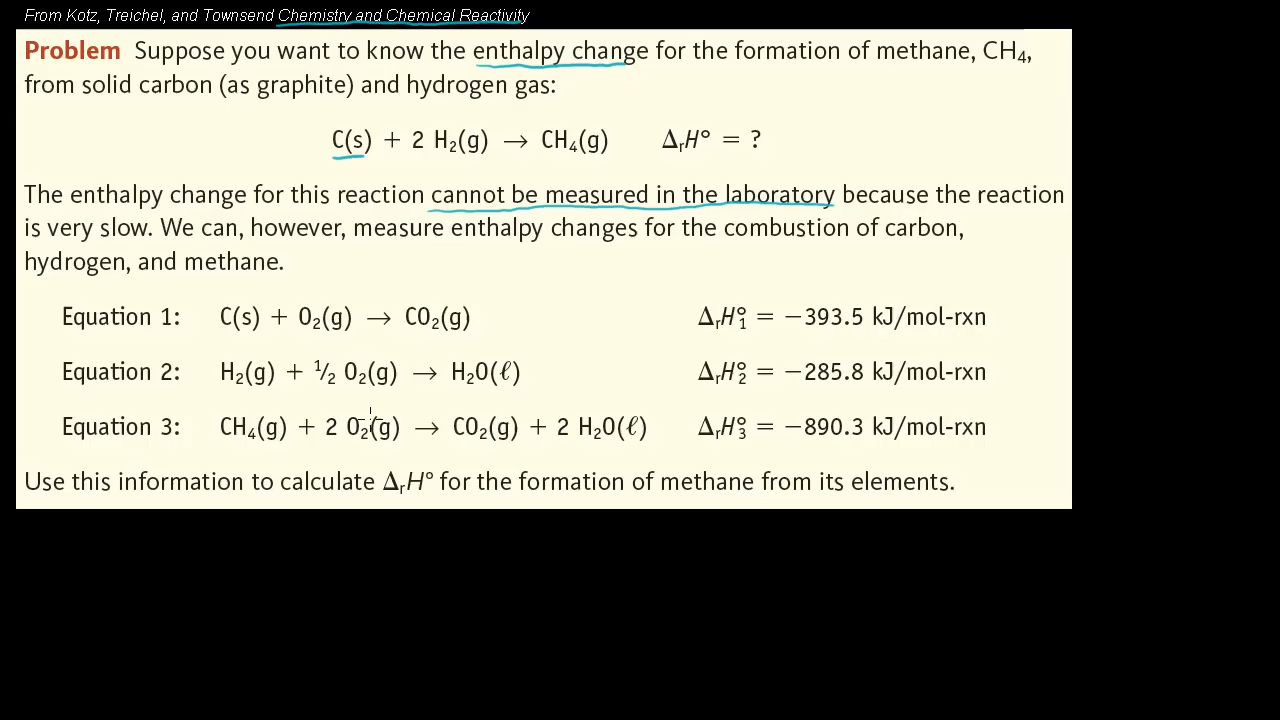 From Kotz, Treichel, and Townsend Chemistry and Chemical Reactivity
Problem Suppose you want to know the enthalpy change for the formation of methane, CH₄,
from solid carbon (as graphite) and hydrogen gas:
C(s) + 2 H₂(g) → CH₄(g) ΔᵣH° = ?
The enthalpy change for this reaction cannot be measured in the laboratory because the reaction
is very slow. We can, however, measure enthalpy changes for the combustion of carbon,
hydrogen, and methane.
Equation 1: C(s) + O₂(g) → CO₂(g) ΔᵣH°₁ = −393.5 kJ/mol-rxn
Equation 2: H₂(g) + ½ O₂(g) → H₂O(ℓ) ΔᵣH°₂ = −285.8 kJ/mol-rxn
Equation 3: CH₄(g) + 2 O₂(g) → CO₂(g) + 2 H₂O(ℓ) ΔᵣH°₃ = −890.3 kJ/mol-rxn
Use this information to calculate ΔᵣH° for the formation of methane from its elements.